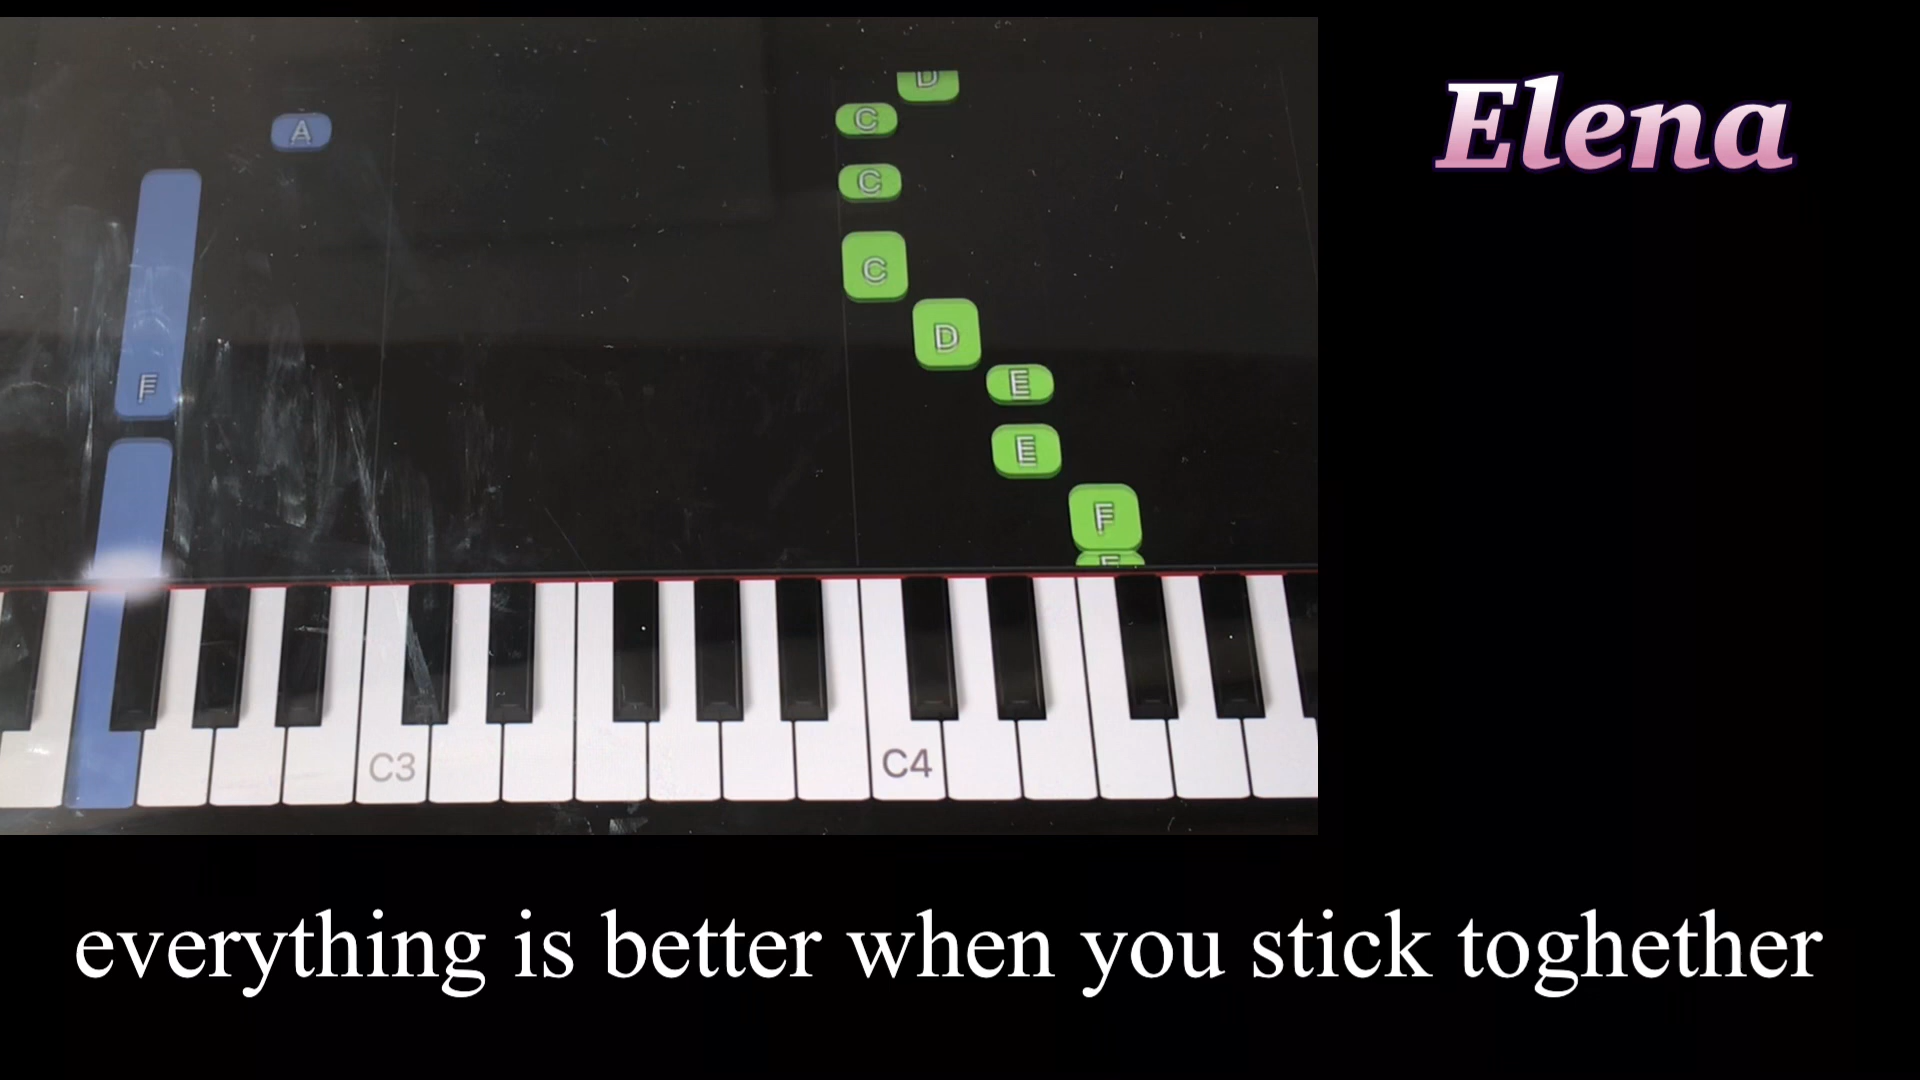 Elena
D
C
A
C
C
D
E
F
E
F
C3
C4
everything is better when you stick toghether